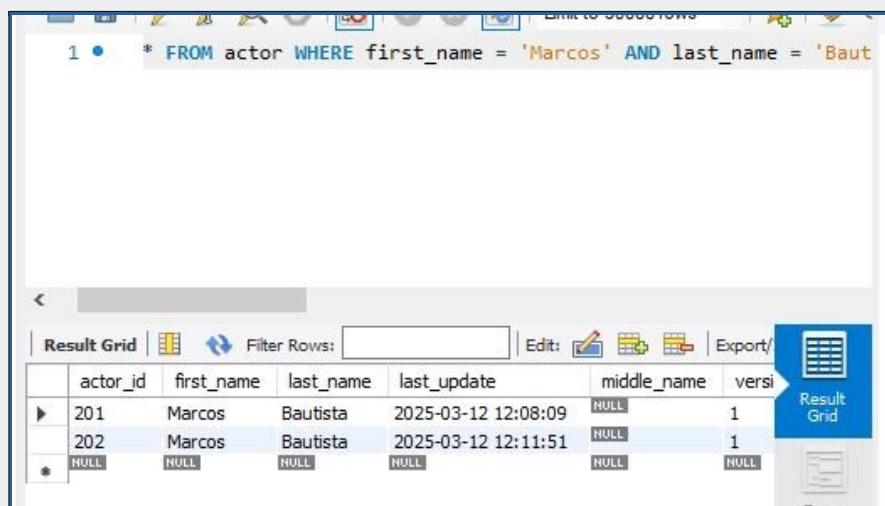 1 * FROM actor WHERE first_name = 'Marcos' AND last_name = 'Baut
Result Grid Filter Rows: Edit: Export/
actor_id first_name last_name last_update middle_name versi
201 Marcos Bautista 2025-03-12 12:08:09 NULL 1
202 Marcos Bautista 2025-03-12 12:11:51 NULL 1
NULL NULL NULL NULL NULL NULL
Result
Grid